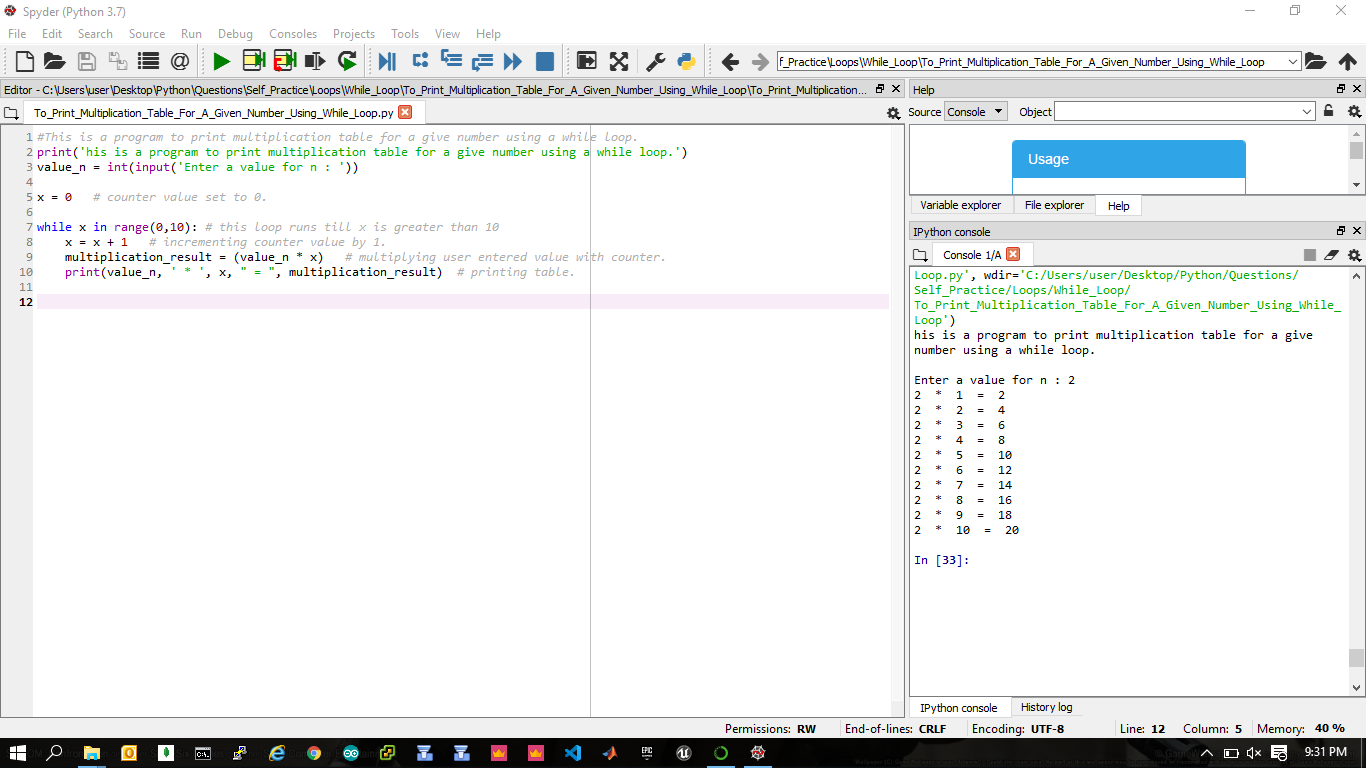 Spyder (Python 3.7)
File Edit Search Source Run Debug Consoles Projects Tools View Help
f_Practice\Loops\While_Loop\To_Print_Multiplication_Table_For_A_Given_Number_Using_While_Loop
Editor - C:\Users\user\Desktop\Python\Questions\Self_Practice\Loops\While_Loop\To_Print_Multiplication_Table_For_A_Given_Number_Using_While_Loop\To_Print_Multiplication...
To_Print_Multiplication_Table_For_A_Given_Number_Using_While_Loop.py
1 #This is a program to print multiplication table for a give number using a while loop.
2 print('his is a program to print multiplication table for a give number using a while loop.')
3 value_n = int(input('Enter a value for n : '))
4
5 x = 0   # counter value set to 0.
6
7 while x in range(0,10): # this loop runs till x is greater than 10
8     x = x + 1   # incrementing counter value by 1.
9     multiplication_result = (value_n * x)   # multiplying user entered value with counter.
10     print(value_n, ' * ', x, " = ", multiplication_result)  # printing table.
11
12
Help
Source Console Object
Usage
Variable explorer File explorer Help
IPython console
Console 1/A
Loop.py', wdir='C:/Users/user/Desktop/Python/Questions/
Self_Practice/Loops/While_Loop/
To_Print_Multiplication_Table_For_A_Given_Number_Using_While_
Loop')
his is a program to print multiplication table for a give
number using a while loop.
Enter a value for n : 2
2  *  1  =  2
2  *  2  =  4
2  *  3  =  6
2  *  4  =  8
2  *  5  =  10
2  *  6  =  12
2  *  7  =  14
2  *  8  =  16
2  *  9  =  18
2  *  10  =  20
In [33]:
IPython console History log
Permissions: RW End-of-lines: CRLF Encoding: UTF-8 Line: 12 Column: 5 Memory: 40 %
9:31 PM